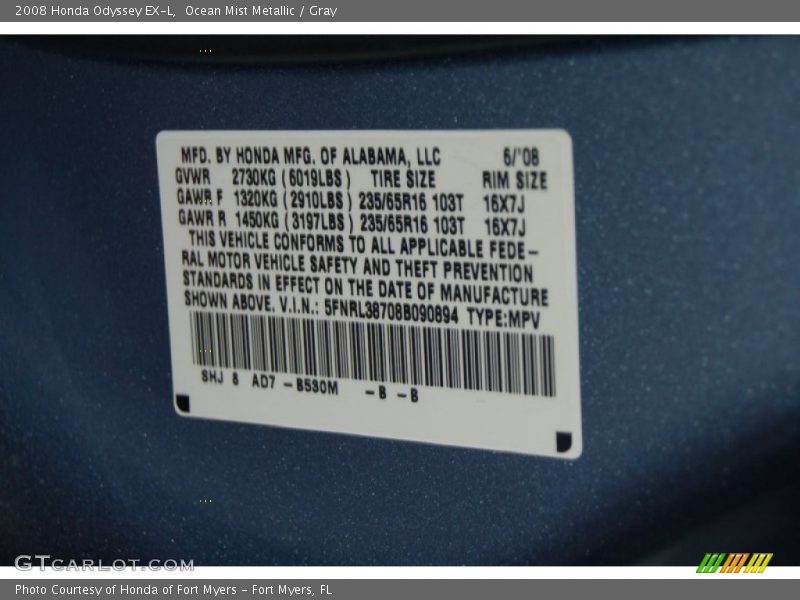 2008 Honda Odyssey EX-L, Ocean Mist Metallic / Gray
MFD. BY HONDA MFG. OF ALABAMA, LLC 6/'08
GVWR 2730KG (6019LBS) TIRE SIZE RIM SIZE
GAWR F 1320KG (2910LBS) 235/65R16 103T 16X7J
GAWR R 1450KG (3197LBS) 235/65R16 103T 16X7J
THIS VEHICLE CONFORMS TO ALL APPLICABLE FEDE-
RAL MOTOR VEHICLE SAFETY AND THEFT PREVENTION
STANDARDS IN EFFECT ON THE DATE OF MANUFACTURE
SHOWN ABOVE. V.I.N.: 5FNRL38708B090894 TYPE:MPV
SHJ 8 AD7 -B530M -B -B
GTCARLOT.COM
Photo Courtesy of Honda of Fort Myers - Fort Myers, FL